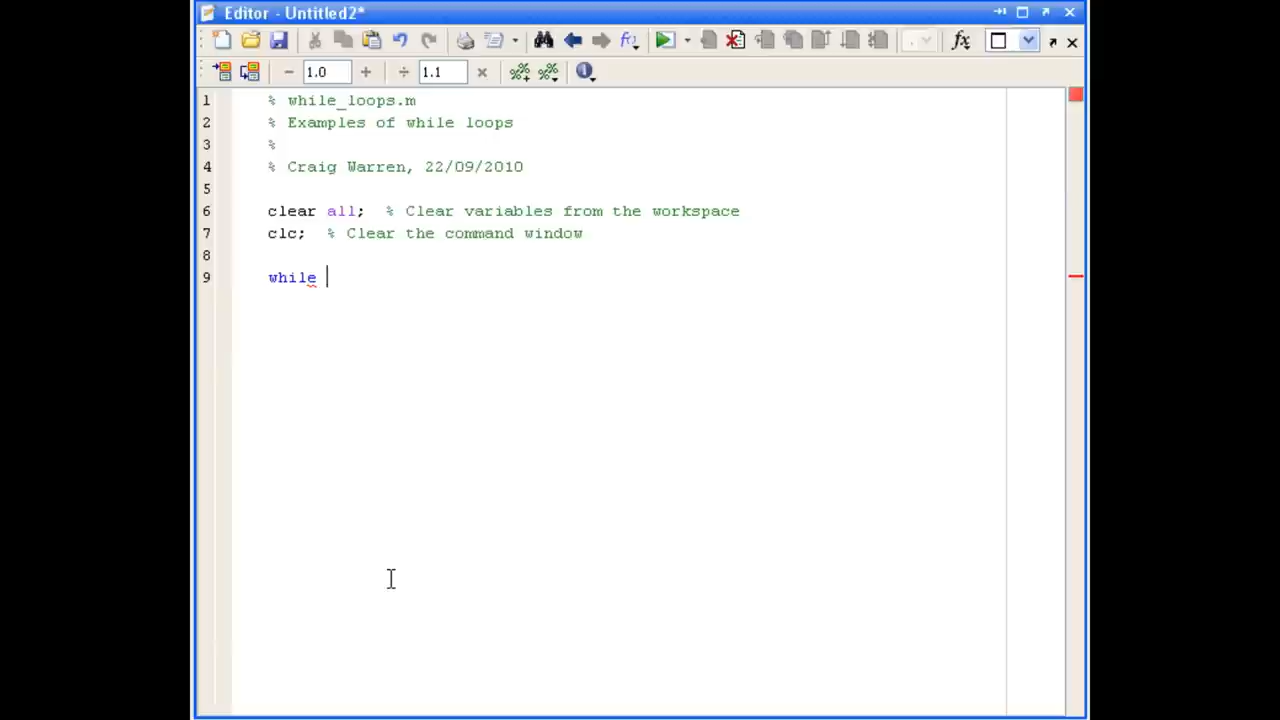 Editor - Untitled2*
1.0
1.1
fx
1 % while_loops.m
2 % Examples of while loops
3 %
4 % Craig Warren, 22/09/2010
5
6 clear all; % Clear variables from the workspace
7 clc; % Clear the command window
8
9 while